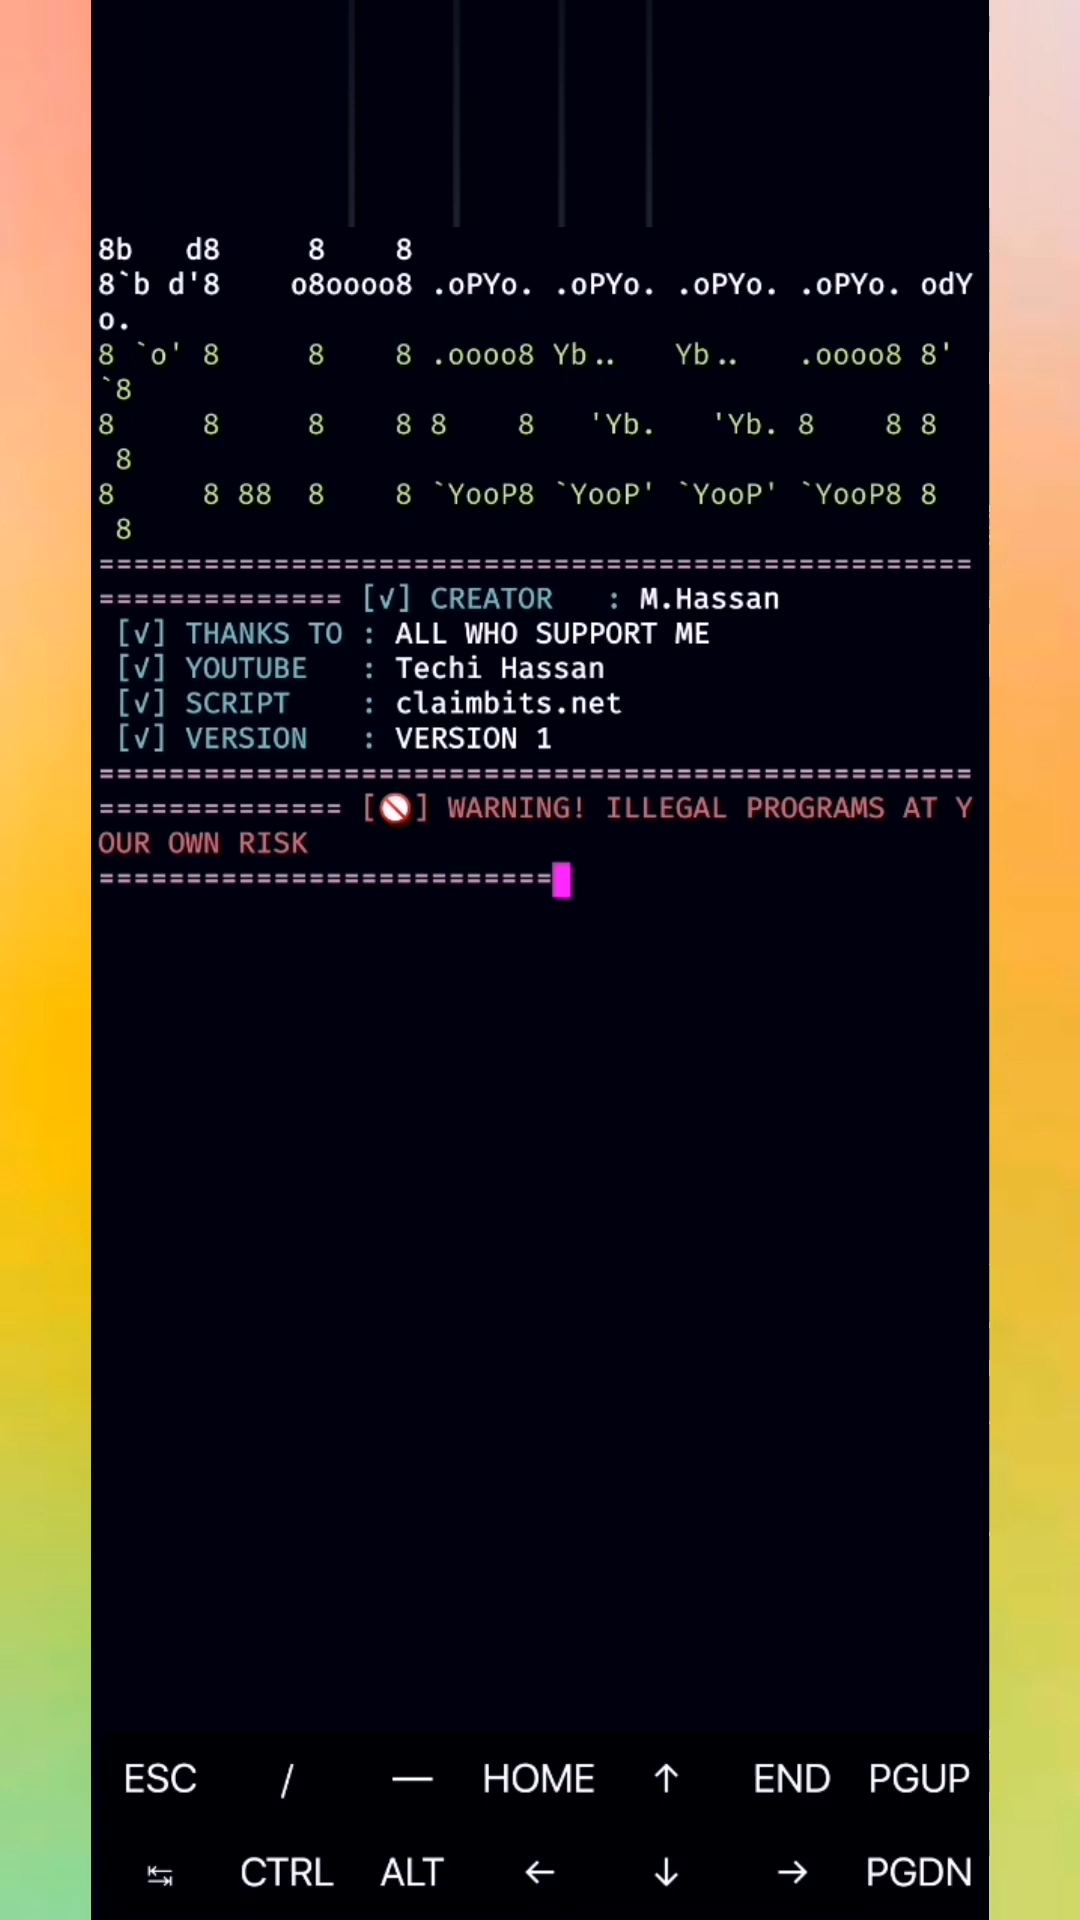 8b   d8     8    8
8`b d'8    o8oooo8 .oPYo. .oPYo. .oPYo. .oPYo. odY
o.
8 `o' 8     8    8 .oooo8 Yb..   Yb..   .oooo8 8'
`8
8     8     8    8 8    8   'Yb.   'Yb. 8    8 8
 8
8     8 88  8    8 `YooP8 `YooP' `YooP' `YooP8 8
 8
==================================================
============== [√] CREATOR   : M.Hassan
 [√] THANKS TO : ALL WHO SUPPORT ME
 [√] YOUTUBE   : Techi Hassan
 [√] SCRIPT    : claimbits.net
 [√] VERSION   : VERSION 1
==================================================
============== [🚫] WARNING! ILLEGAL PROGRAMS AT Y
OUR OWN RISK
==========================
ESC / — HOME ↑ END PGUP
↹ CTRL ALT ← ↓ → PGDN